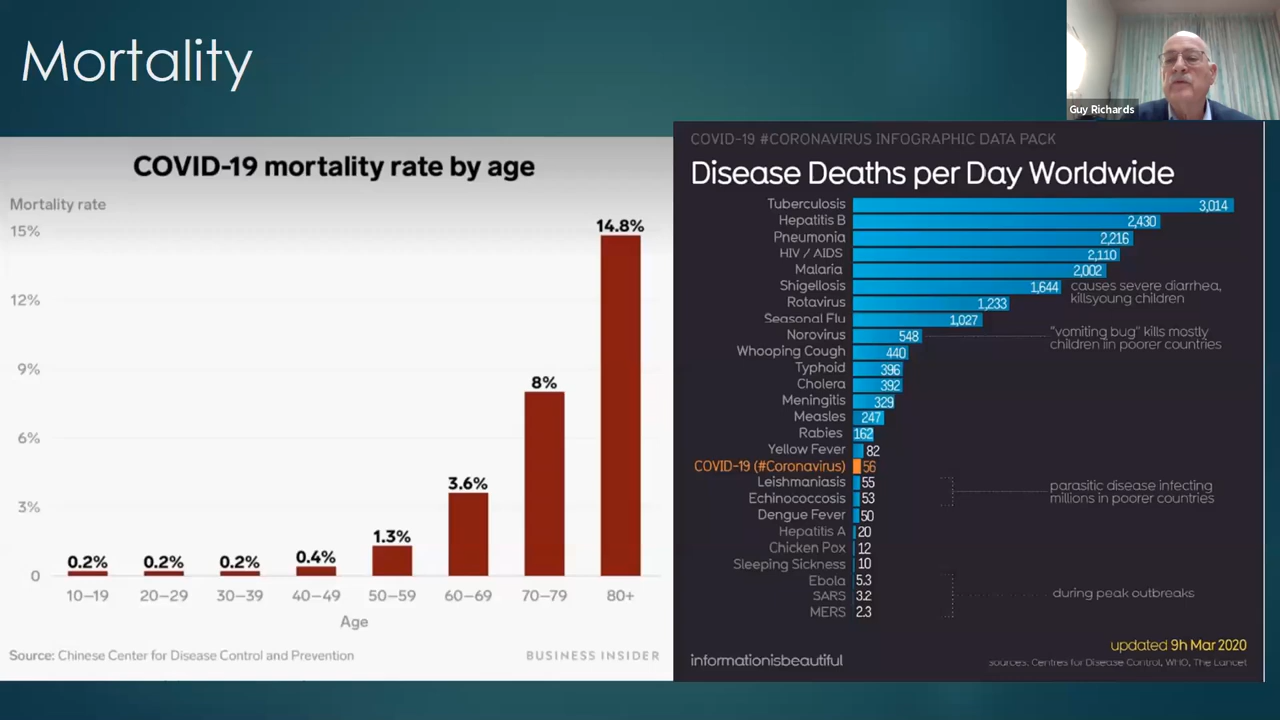 Mortality
Guy Richards
COVID-19 mortality rate by age
Mortality rate
15%
12%
9%
6%
3%
0
0.2%
0.2%
0.2%
0.4%
1.3%
3.6%
8%
14.8%
10–19
20–29
30–39
40–49
50–59
60–69
70–79
80+
Age
Source: Chinese Center for Disease Control and Prevention
BUSINESS INSIDER
COVID-19 #CORONAVIRUS INFOGRAPHIC DATA PACK
Disease Deaths per Day Worldwide
Tuberculosis 3,014
Hepatitis B 2,430
Pneumonia 2,216
HIV / AIDS 2,110
Malaria 2,002
Shigellosis 1,644 causes severe diarrhea,
killsyoung children
Rotavirus 1,233
Seasonal Flu 1,027
Norovirus 548 "vomiting bug" kills mostly
children iin poorer countries
Whooping Cough 440
Typhoid 396
Cholera 392
Meningitis 329
Measles 247
Rabies 162
Yellow Fever 82
COVID-19 (#Coronavirus) 56
Leishmaniasis 55 parasitic disease infecting
Echinococcosis 53 millions in poorer countries
Dengue Fever 50
Hepatitis A 20
Chicken Pox 12
Sleeping Sickness 10
Ebola 5.3
SARS 3.2 during peak outbreaks
MERS 2.3
updated 9h Mar 2020
informationisbeautiful
sources: Centres for Disease Control, WHO, The Lancet